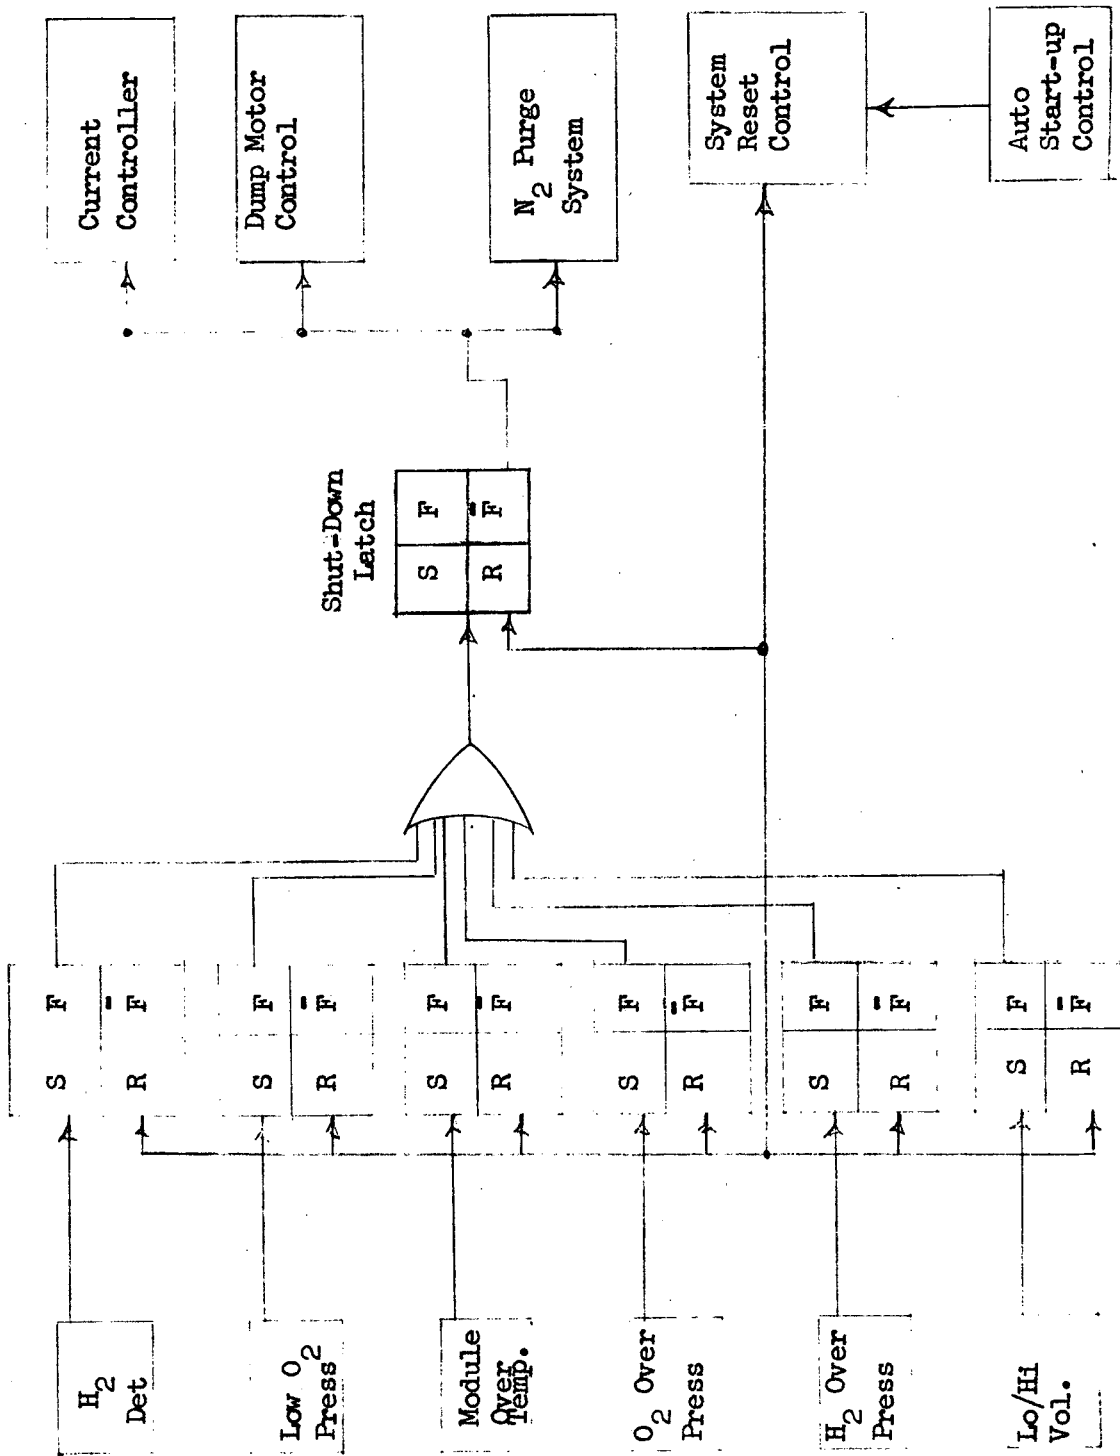 H2
Det
Low O2
Press
Module
Over
Temp.
O2 Over
Press
H2 Over
Press
Lo/Hi
Vol.
S F
R F̄
S F
R F̄
S F
R F̄
S F
R F̄
S F
R F̄
S F
R F̄
Shut-Down
Latch
S F
R F̄
Current
Controller
Dump Motor
Control
N2 Purge
System
System
Reset
Control
Auto
Start-up
Control